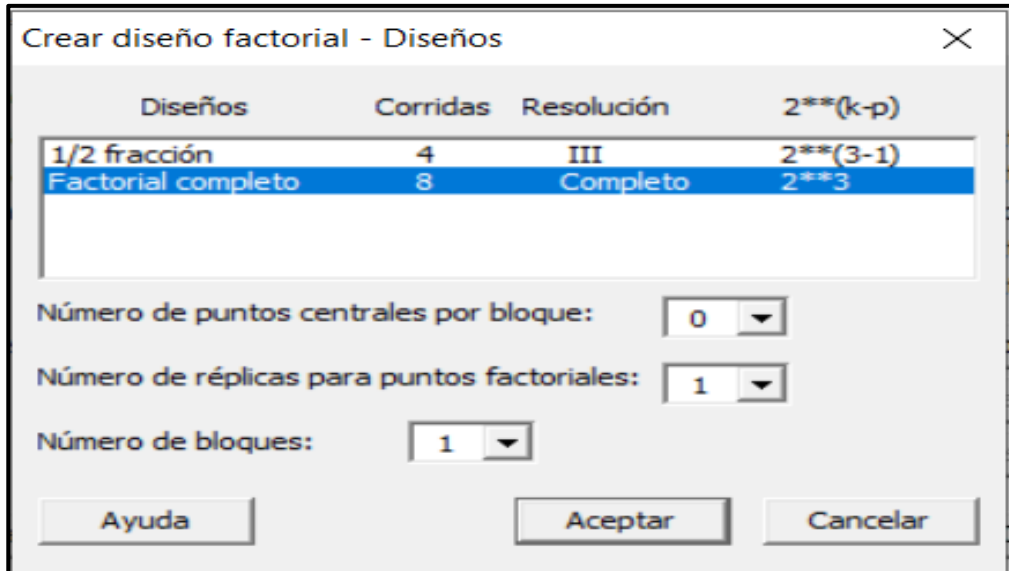 Crear diseño factorial - Diseños
Diseños Corridas Resolución 2**(k-p)
1/2 fracción 4 III 2**(3-1)
Factorial completo 8 Completo 2**3
Número de puntos centrales por bloque: 0
Número de réplicas para puntos factoriales: 1
Número de bloques: 1
Ayuda Aceptar Cancelar